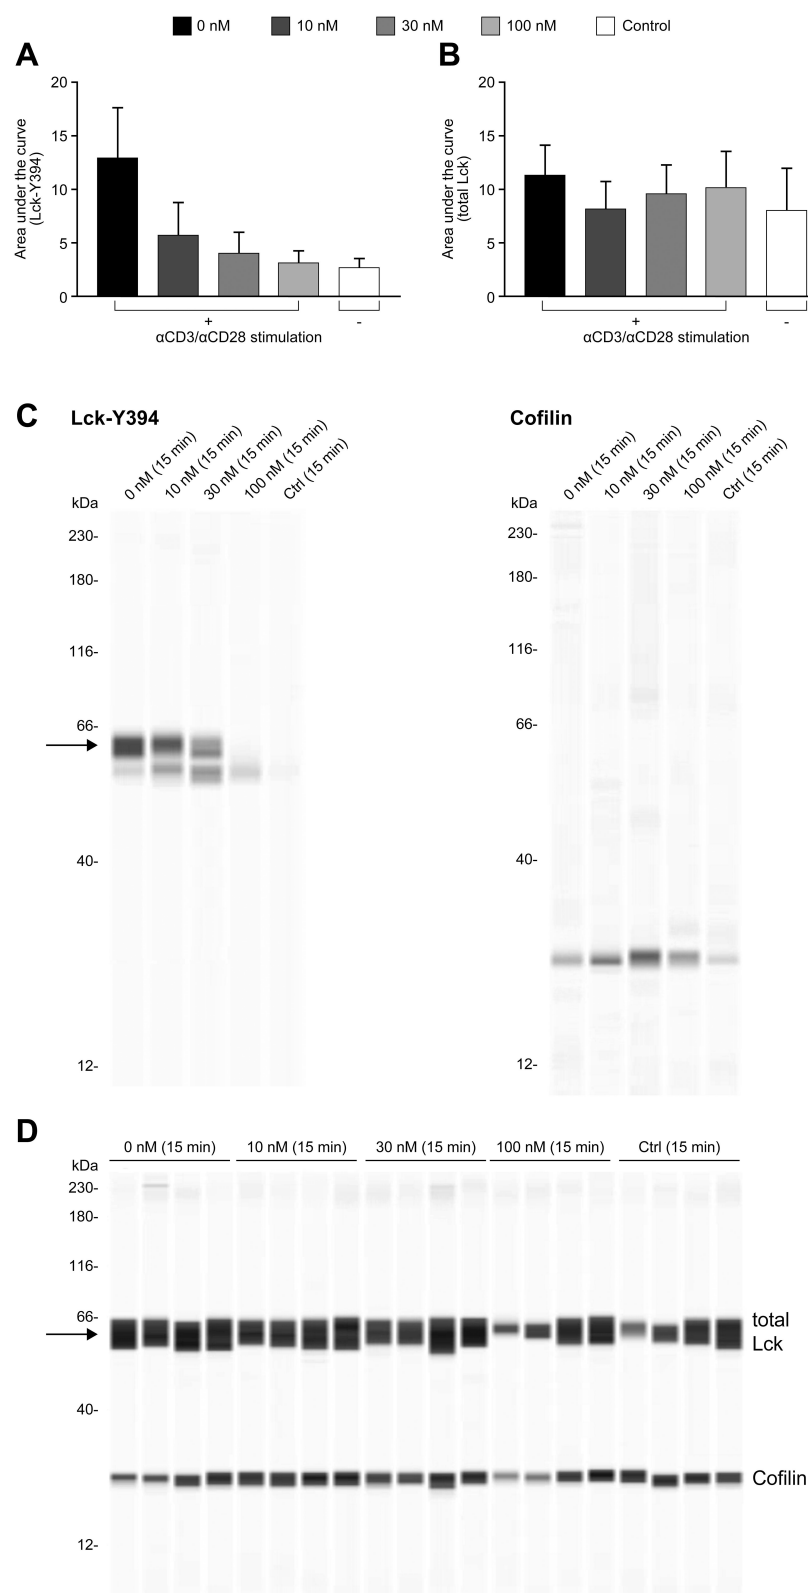 0 nM 10 nM 30 nM 100 nM Control
A
20
15
10
5
0
Area under the curve
(Lck-Y394)
+ -
αCD3/αCD28 stimulation
B
20
15
10
5
0
Area under the curve
(total Lck)
+ -
αCD3/αCD28 stimulation
C
Lck-Y394
0 nM (15 min)
10 nM (15 min)
30 nM (15 min)
100 nM (15 min)
Ctrl (15 min)
kDa
230-
180-
116-
66-
40-
12-
Cofilin
0 nM (15 min)
10 nM (15 min)
30 nM (15 min)
100 nM (15 min)
Ctrl (15 min)
kDa
230-
180-
116-
66-
40-
12-
D
0 nM (15 min) 10 nM (15 min) 30 nM (15 min) 100 nM (15 min) Ctrl (15 min)
kDa
230-
180-
116-
66-
40-
12-
total
Lck
Cofilin